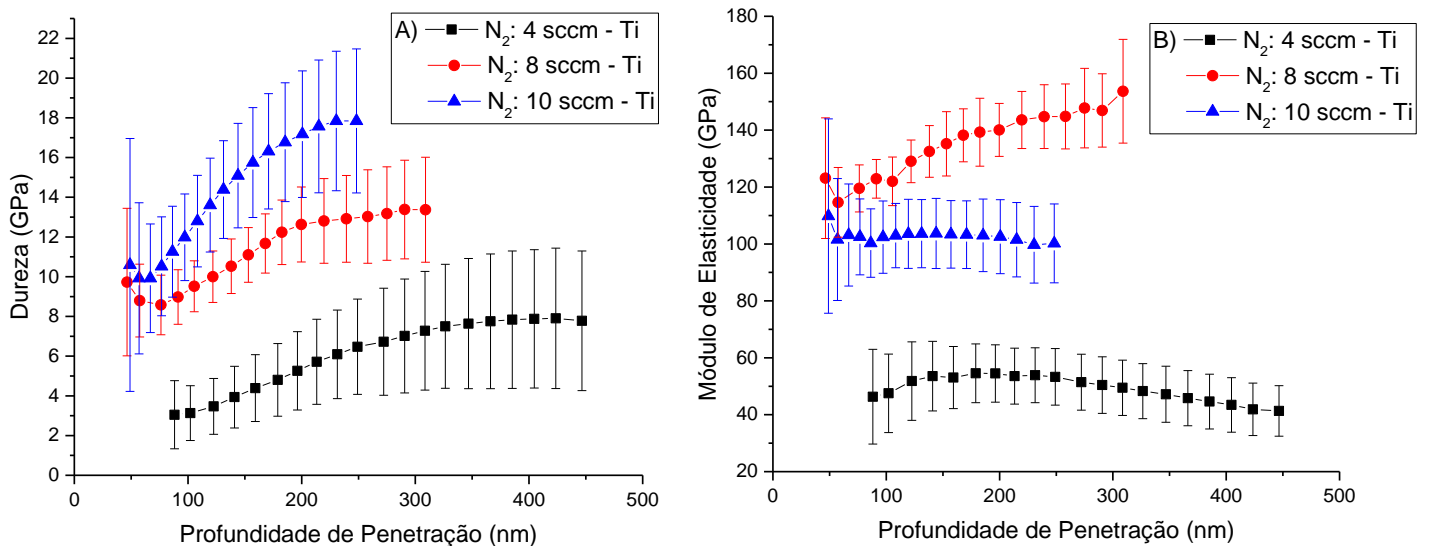 A)
N₂: 4 sccm - Ti
N₂: 8 sccm - Ti
N₂: 10 sccm - Ti
Dureza (GPa)
22
20
18
16
14
12
10
8
6
4
2
0
0 100 200 300 400 500
Profundidade de Penetração (nm)
B)
N₂: 4 sccm - Ti
N₂: 8 sccm - Ti
N₂: 10 sccm - Ti
Módulo de Elasticidade (GPa)
180
160
140
120
100
80
60
40
20
0 100 200 300 400 500
Profundidade de Penetração (nm)